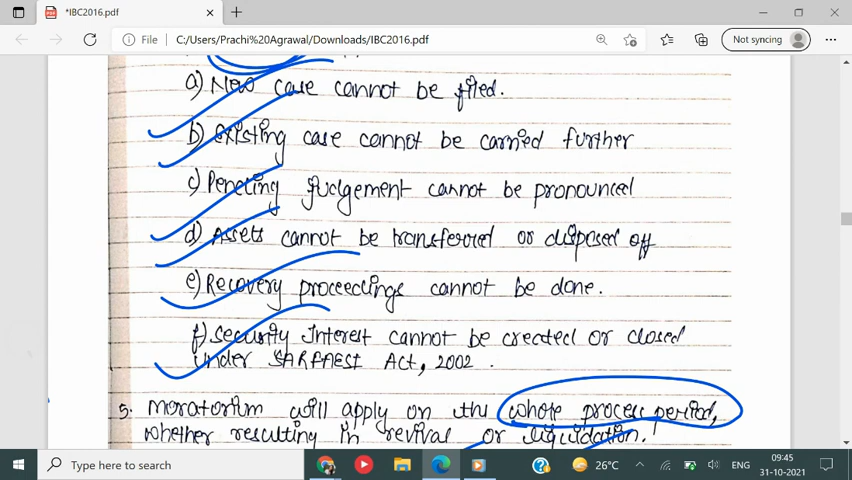 *IBC2016.pdf
File C:/Users/Prachi%20Agrawal/Downloads/IBC2016.pdf Not syncing
a) New case cannot be filed.
b) Existing case cannot be carried further
c) Pending judgement cannot be pronounced
d) Assets cannot be transferred or disposed off
e) Recovery proceedings cannot be done.
f) Security Interest cannot be created or closed
under SARFAESI Act, 2002.
5. Moratorium will apply on the whole process period,
whether resulting in revival or liquidation.
Type here to search 26°C ENG 09:45
31-10-2021